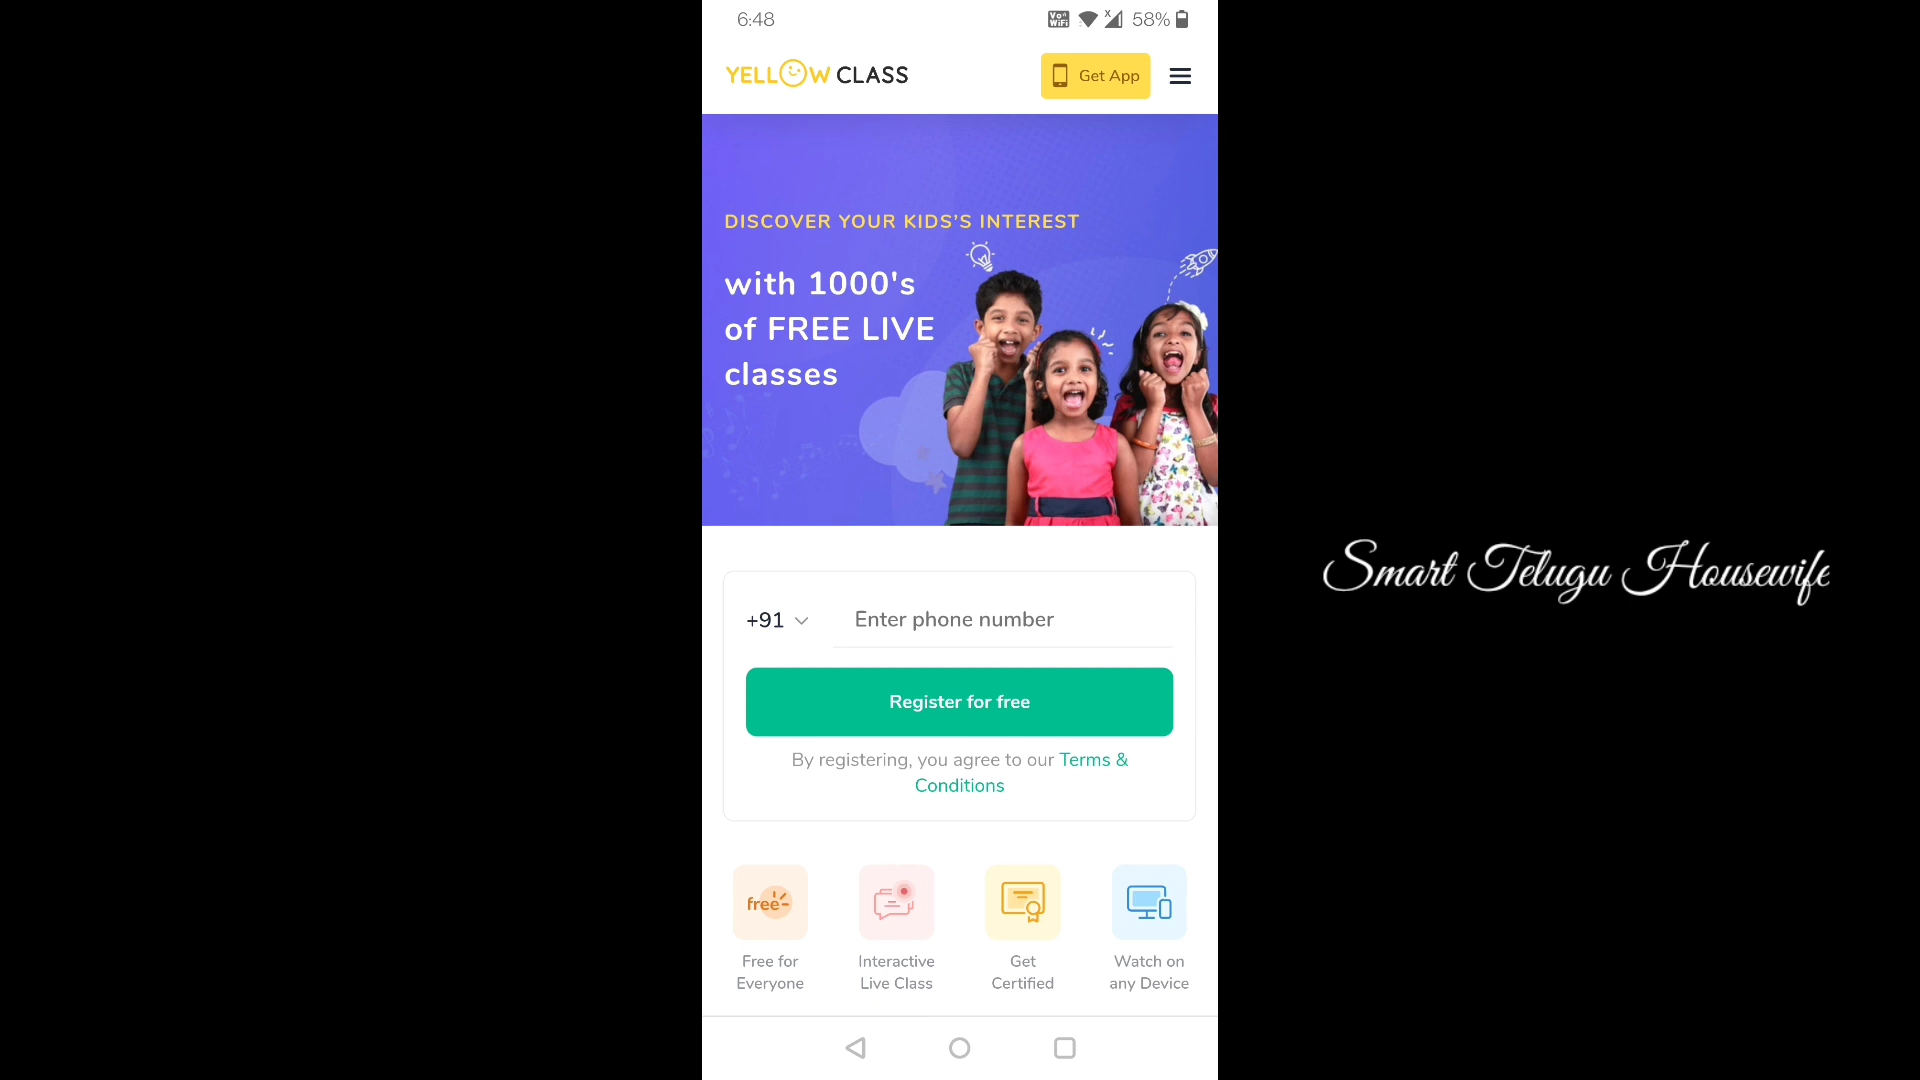 6:48
Vo WiFi x 58%
YELLOW CLASS
Get App
DISCOVER YOUR KIDS'S INTEREST
with 1000's
of FREE LIVE
classes
Smart Telugu Housewife
+91 Enter phone number
Register for free
By registering, you agree to our Terms &
Conditions
free
Free for
Everyone
Interactive
Live Class
Get
Certified
Watch on
any Device